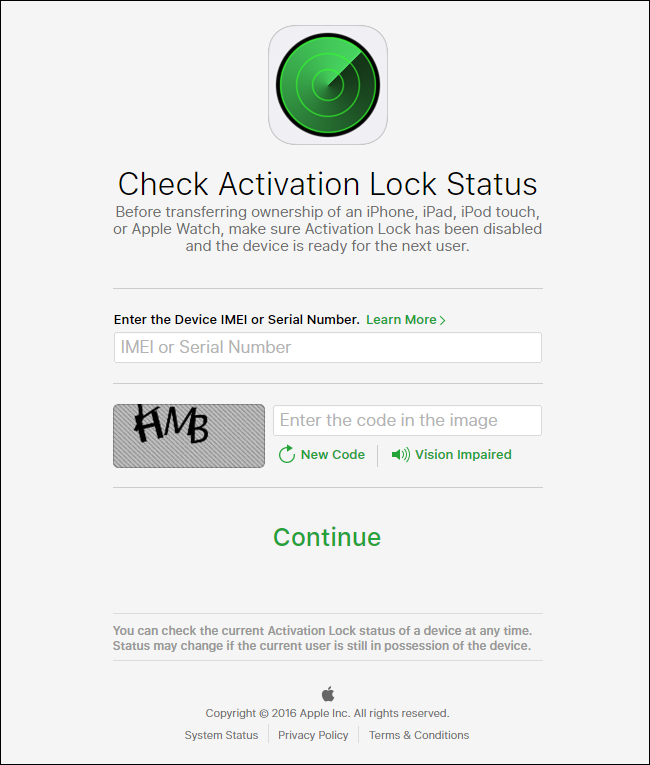 Check Activation Lock Status
Before transferring ownership of an iPhone, iPad, iPod touch,
or Apple Watch, make sure Activation Lock has been disabled
and the device is ready for the next user.
Enter the Device IMEI or Serial Number. Learn More >
IMEI or Serial Number
HMB
Enter the code in the image
New Code
Vision Impaired
Continue
You can check the current Activation Lock status of a device at any time.
Status may change if the current user is still in possession of the device.
Copyright © 2016 Apple Inc. All rights reserved.
System Status | Privacy Policy | Terms & Conditions